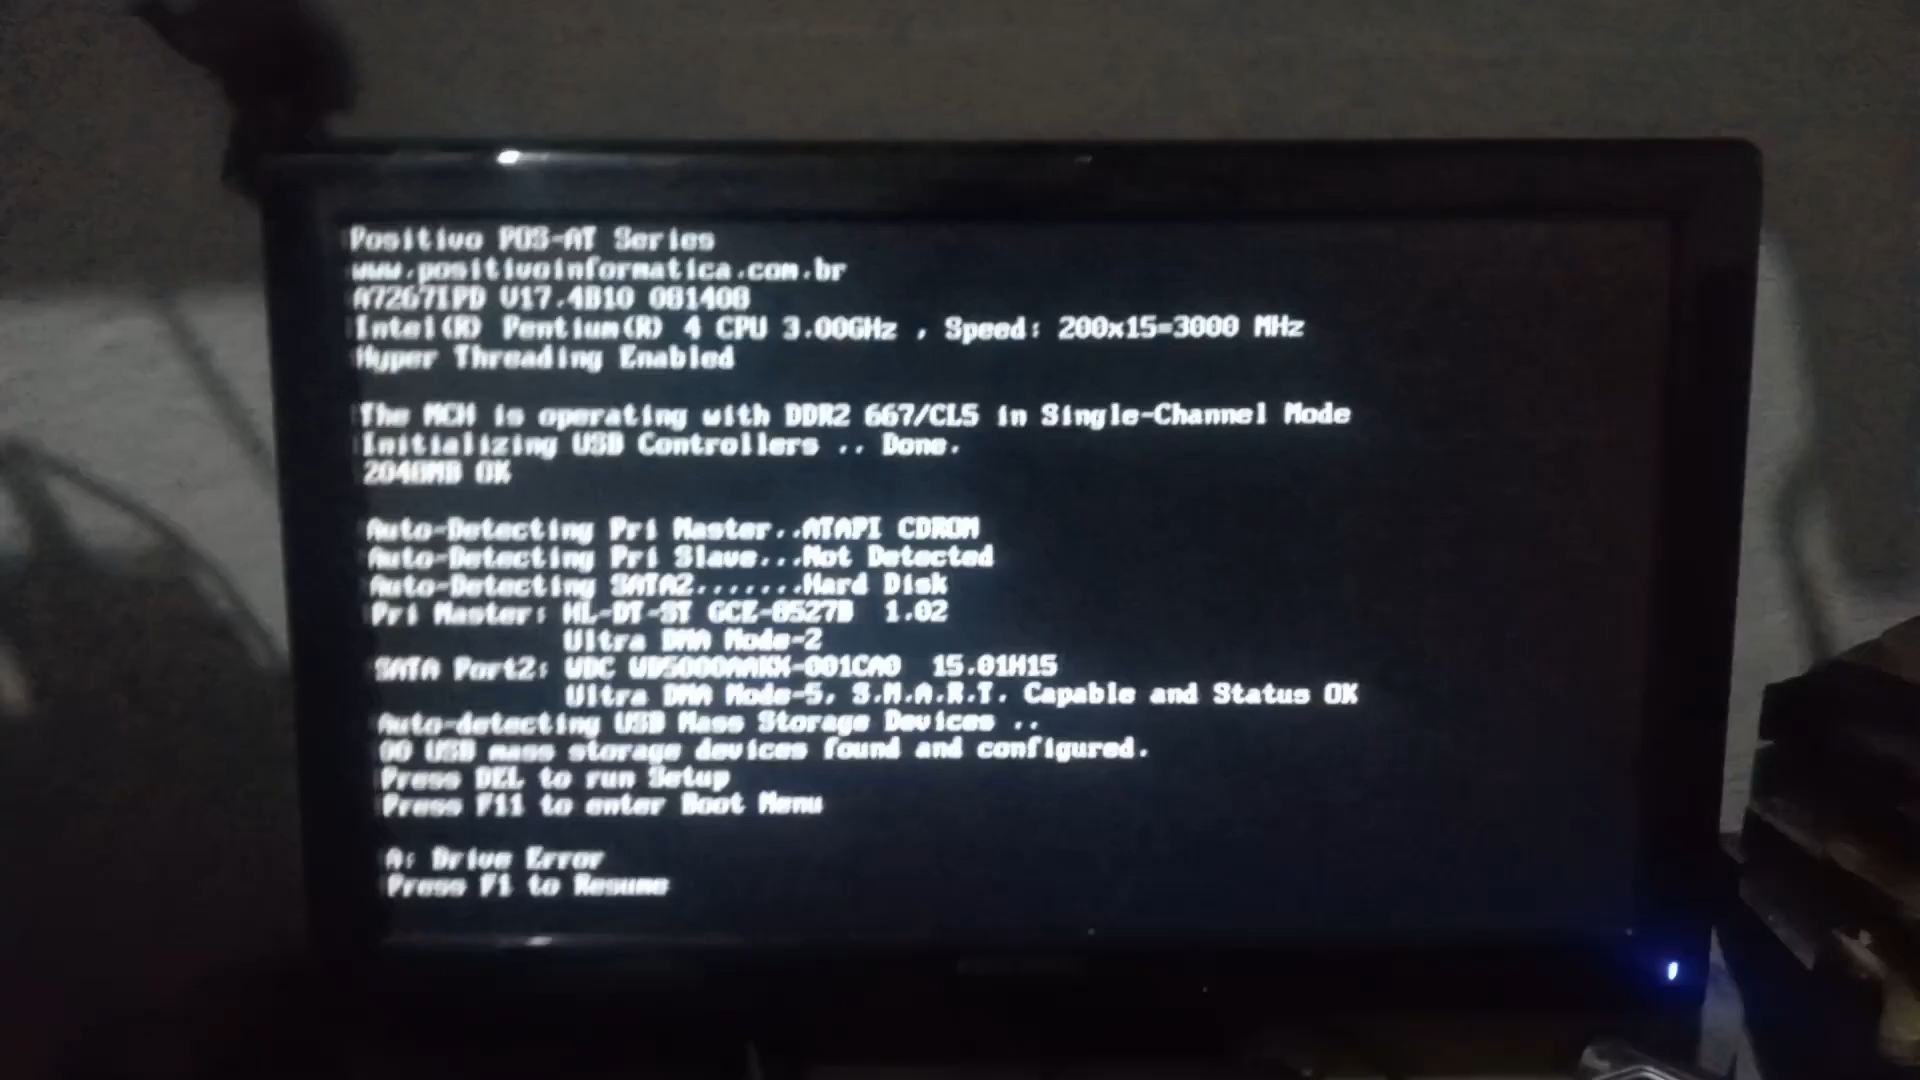 Positivo POS-AT Series
www.positivoinformatica.com.br
A7267IPD V17.4B10 081408
Intel(R) Pentium(R) 4 CPU 3.00GHz , Speed: 200x15=3000 MHz
Hyper Threading Enabled
The MCH is operating with DDR2 667/CL5 in Single-Channel Mode
Initializing USB Controllers .. Done.
2048MB OK
Auto-Detecting Pri Master..ATAPI CDROM
Auto-Detecting Pri Slave...Not Detected
Auto-Detecting SATA2.......Hard Disk
Pri Master: HL-DT-ST GCE-8527B 1.02
Ultra DMA Mode-2
SATA Port2: WDC WD5000AAKX-001CA0 15.01H15
Ultra DMA Mode-5, S.M.A.R.T. Capable and Status OK
Auto-detecting USB Mass Storage Devices ..
00 USB mass storage devices found and configured.
Press DEL to run Setup
Press F11 to enter Boot Menu
A: Drive Error
Press F1 to Resume